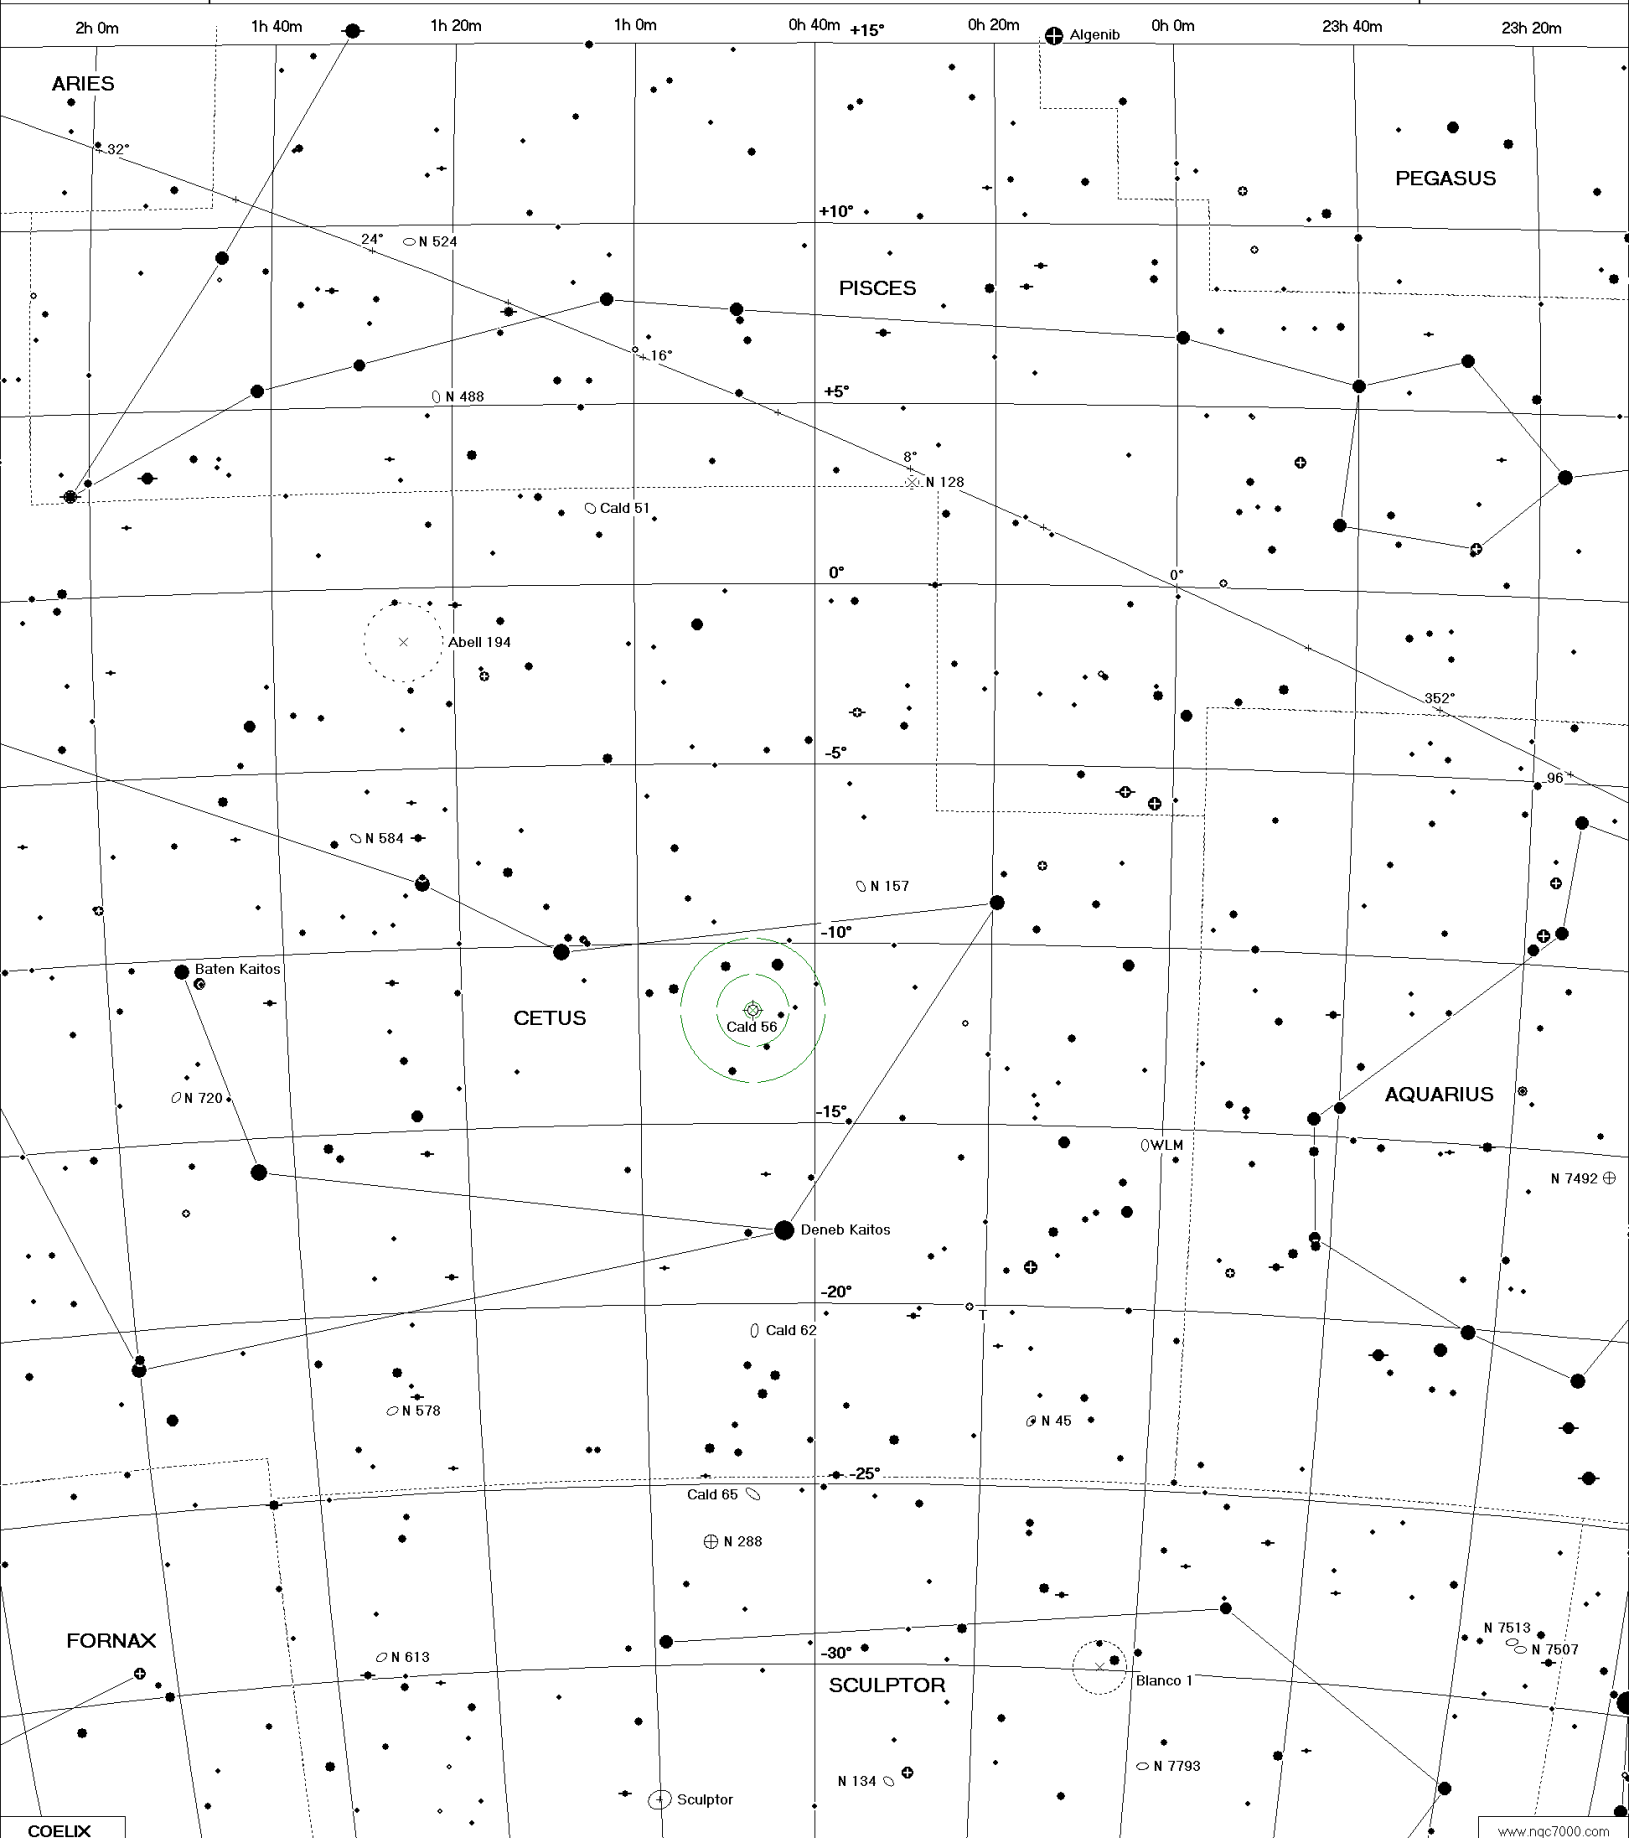 2h 0m 1h 40m 1h 20m 1h 0m 0h 40m +15° 0h 20m 0h 0m 23h 40m 23h 20m
Algenib
ARIES
32°
PEGASUS
+10°
24° N 524
PISCES
16°
+5°
N 488
8°
N 128
Cald 51
0° 0°
Abell 194
352°
-5°
96
N 584
N 157
-10°
Baten Kaitos
CETUS
Cald 56
N 720
AQUARIUS
-15°
WLM
N 7492
Deneb Kaitos
-20°
T
Cald 62
N 578
N 45
-25°
Cald 65
N 288
N 7513
FORNAX
N 7507
N 613
-30°
SCULPTOR
Blanco 1
N 7793
N 134
Sculptor
COELIX
www.ngc7000.com